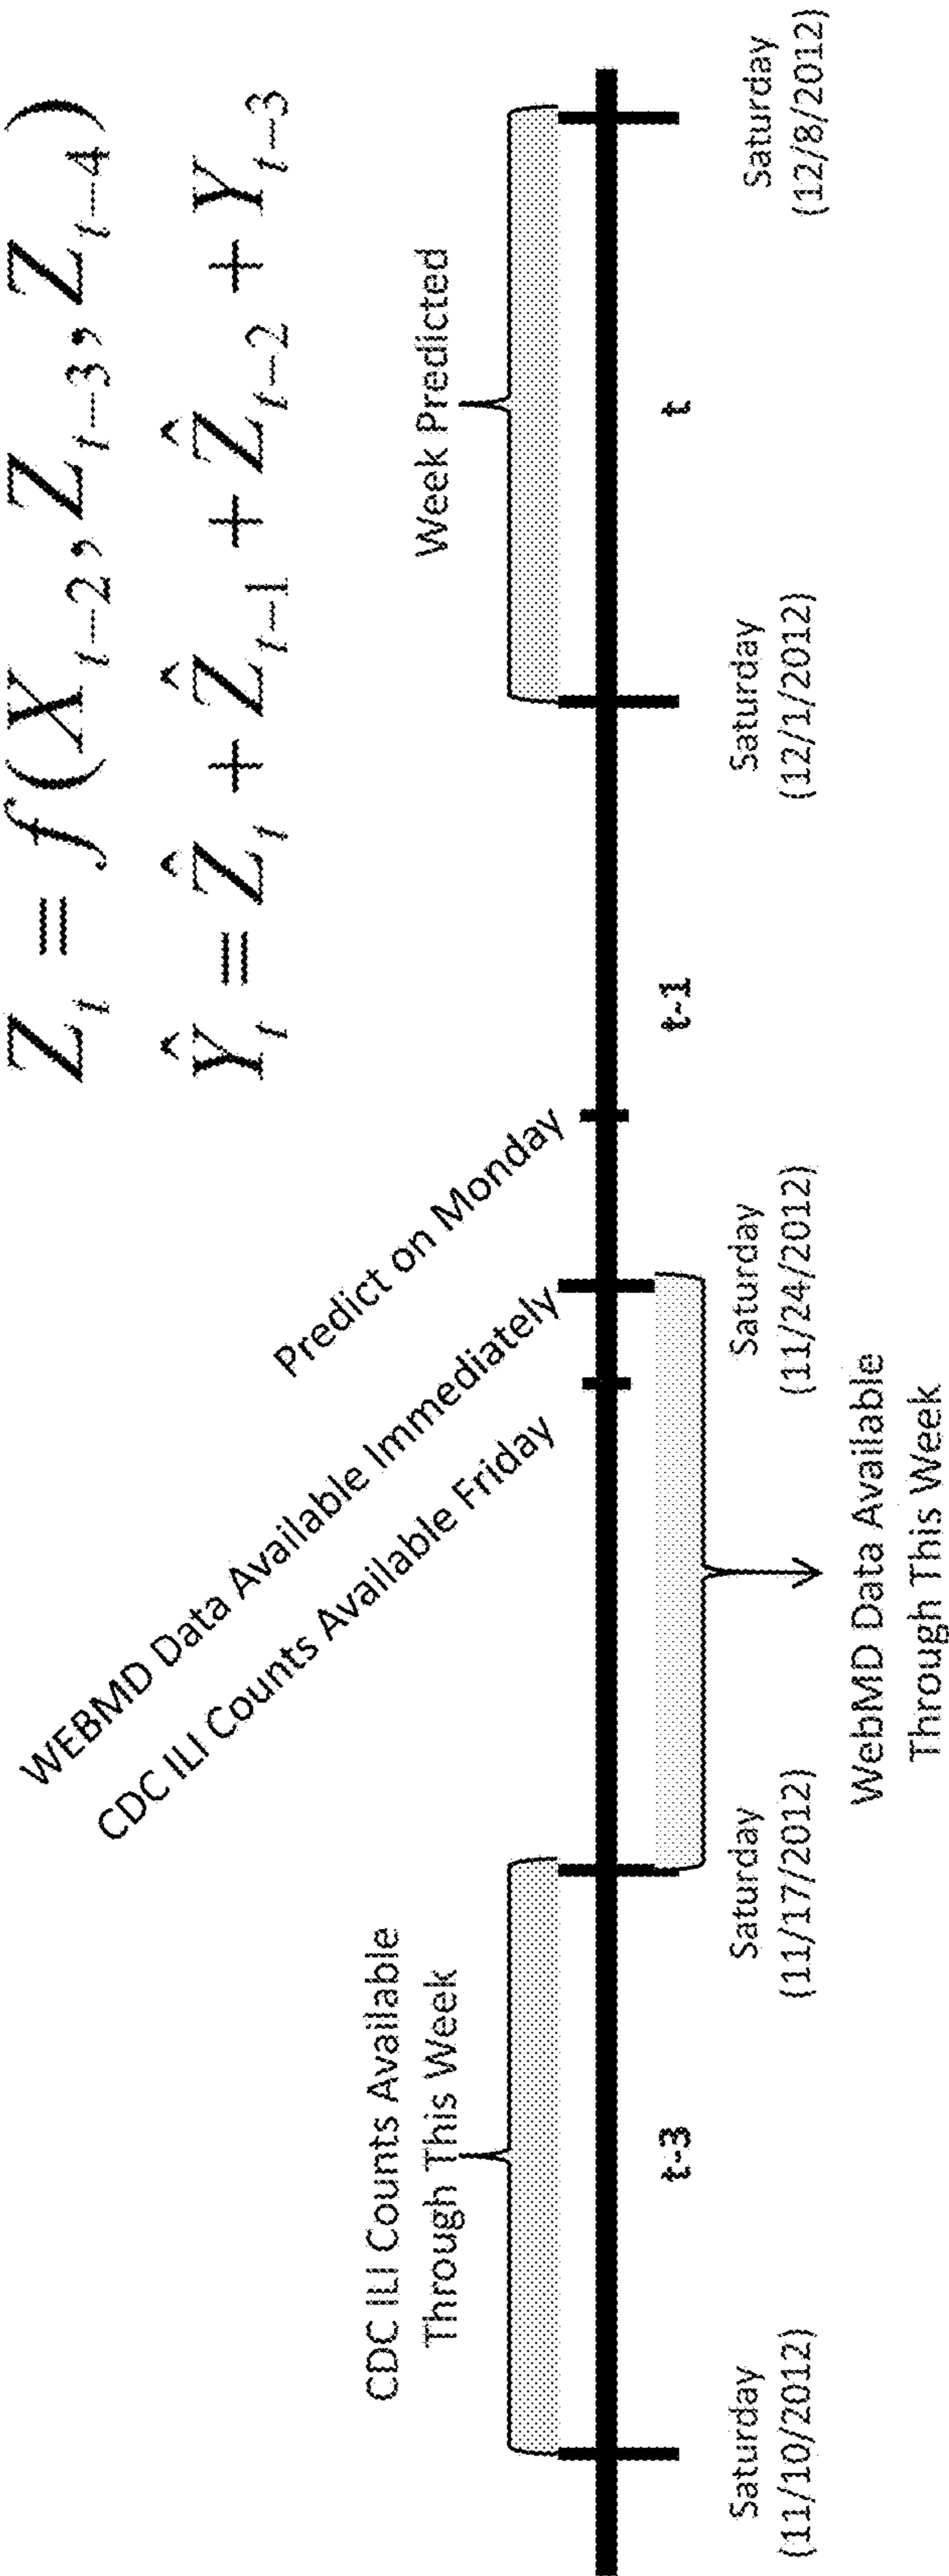 Z_t = f(X_{t-2}, Z_{t-3}, Z_{t-4})
Ŷ_t = Ẑ_t + Ẑ_{t-1} + Ẑ_{t-2} + Y_{t-3}
WEBMD Data Available Immediately
CDC ILI Counts Available Friday
Predict on Monday
CDC ILI Counts Available
Through This Week
Week Predicted
t-3
t-1
t
Saturday
(11/10/2012)
Saturday
(11/17/2012)
Saturday
(11/24/2012)
Saturday
(12/1/2012)
Saturday
(12/8/2012)
WebMD Data Available
Through This Week